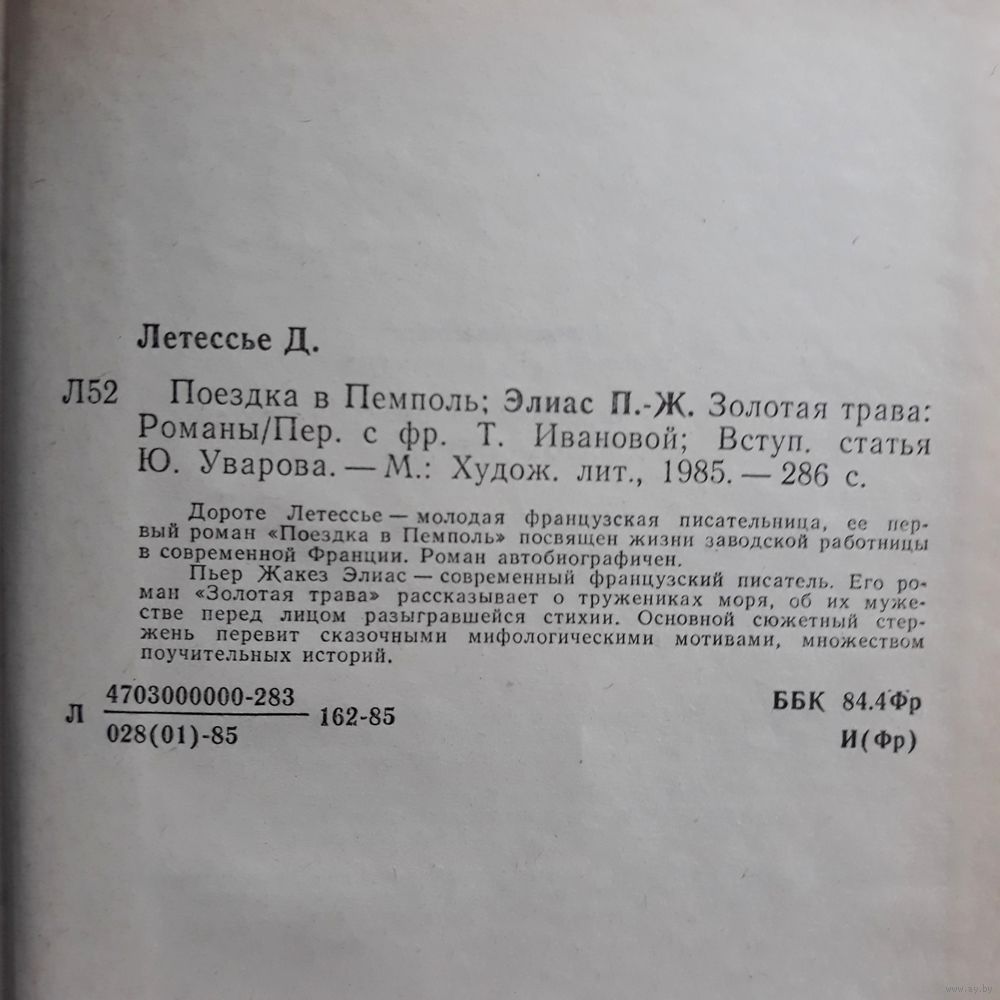 Летессье Д.
Л52 Поездка в Пемполь; Элиас П.-Ж. Золотая трава:
Романы/Пер. с фр. Т. Ивановой; Вступ. статья
Ю. Уварова. — М.: Худож. лит., 1985. — 286 с.
Дороте Летессье — молодая французская писательница, ее пер-
вый роман «Поездка в Пемполь» посвящен жизни заводской работницы
в современной Франции. Роман автобиографичен.
Пьер Жакез Элиас — современный французский писатель. Его ро-
ман «Золотая трава» рассказывает о тружениках моря, об их муже-
стве перед лицом разыгравшейся стихии. Основной сюжетный стер-
жень перевит сказочными мифологическими мотивами, множеством
поучительных историй.
Л 4703000000-283 162-85
028(01)-85
ББК 84.4Фр
И(Фр)
www.ay.by